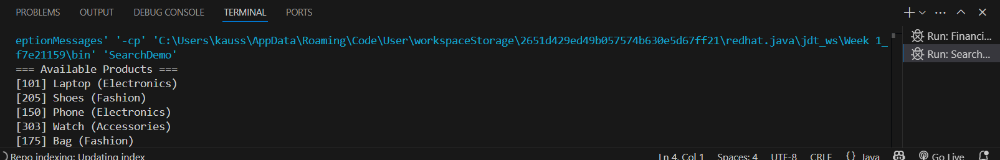 PROBLEMS OUTPUT DEBUG CONSOLE TERMINAL PORTS
eptionMessages' '-cp' 'C:\Users\kauss\AppData\Roaming\Code\User\workspaceStorage\2651d429ed49b057574b630e5d67ff21\redhat.java\jdt_ws\Week 1_
f7e21159\bin' 'SearchDemo'
=== Available Products ===
[101] Laptop (Electronics)
[205] Shoes (Fashion)
[150] Phone (Electronics)
[303] Watch (Accessories)
[175] Bag (Fashion)
Run: Financi...
Run: Search...
Repo indexing: Updating index
Ln 4, Col 1 Spaces: 4 UTF-8 CRLF {} Java Go Live